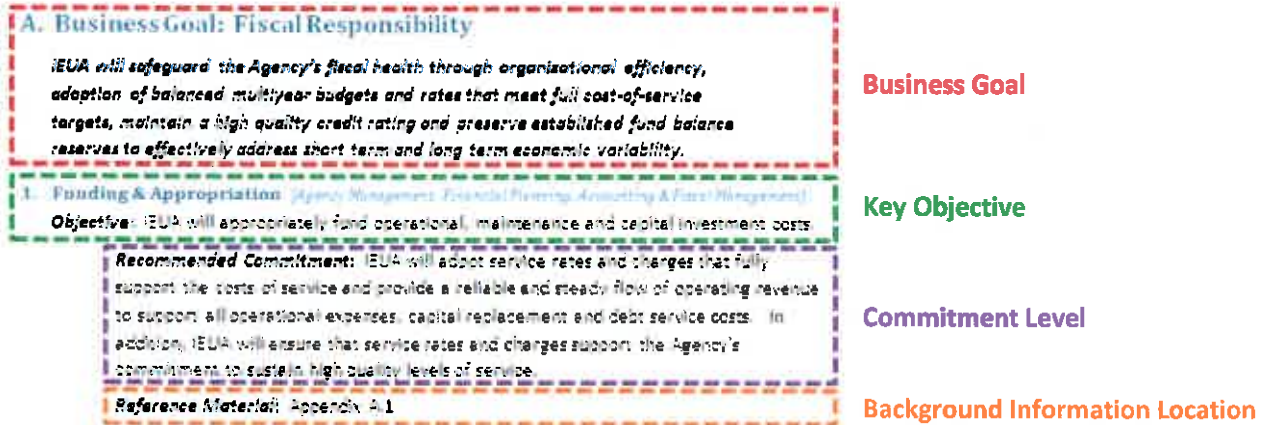 A. Business Goal: Fiscal Responsibility
IEUA will safeguard the Agency's fiscal health through organizational efficiency,
adoption of balanced multiyear budgets and rates that meet full cost-of-service
targets, maintain a high quality credit rating and preserve established fund balance
reserves to effectively address short term and long term economic variability.
Business Goal
1. Funding & Appropriation [Agency Management, Financial Planning, Accounting & Fiscal Management]
Objective: IEUA will appropriately fund operational, maintenance and capital investment costs.
Key Objective
Recommended Commitment: IEUA will adopt service rates and charges that fully
support the costs of service and provide a reliable and steady flow of operating revenue
to support all operational expenses, capital replacement and debt service costs. In
addition, IEUA will ensure that service rates and charges support the Agency's
commitment to sustain high quality levels of service.
Commitment Level
Reference Material: Appendix A.1
Background Information Location